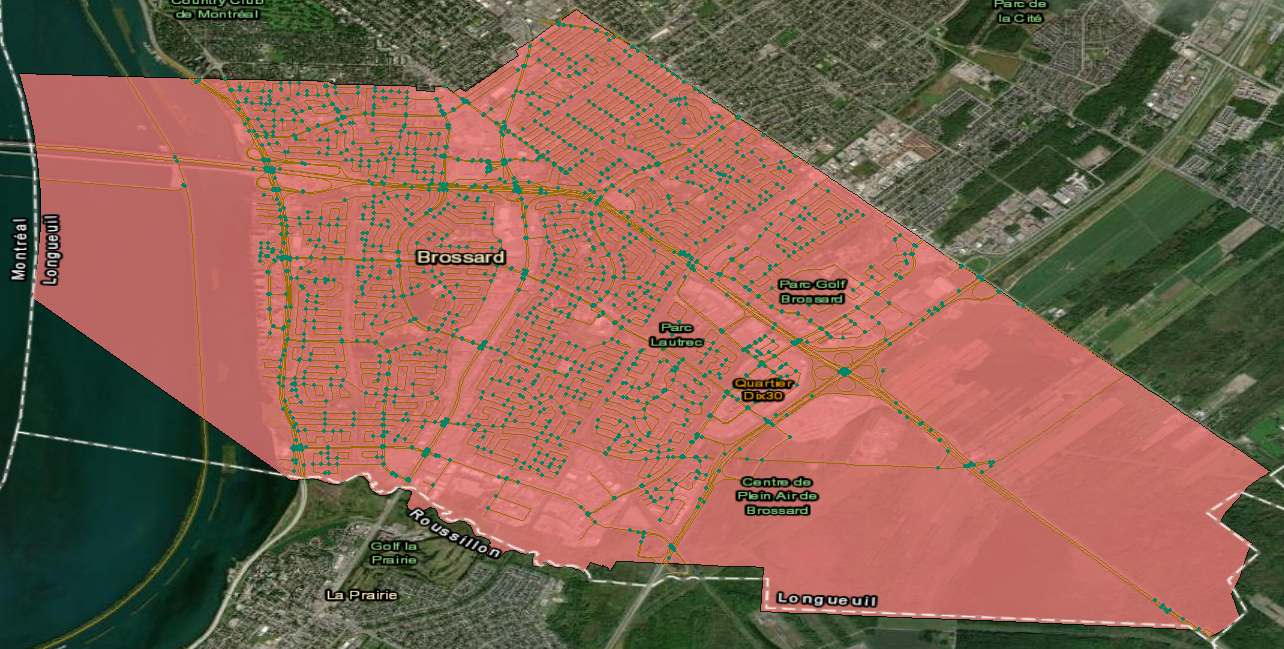 Country Club
de Montréal
Parc de
la Cité
Montréal
Longueuil
Brossard
Parc Golf
Brossard
Parc
Lautrec
Quartier
Dix30
Centre de
Plein Air de
Brossard
Roussillon
Golf la
Prairie
La Prairie
Longueuil